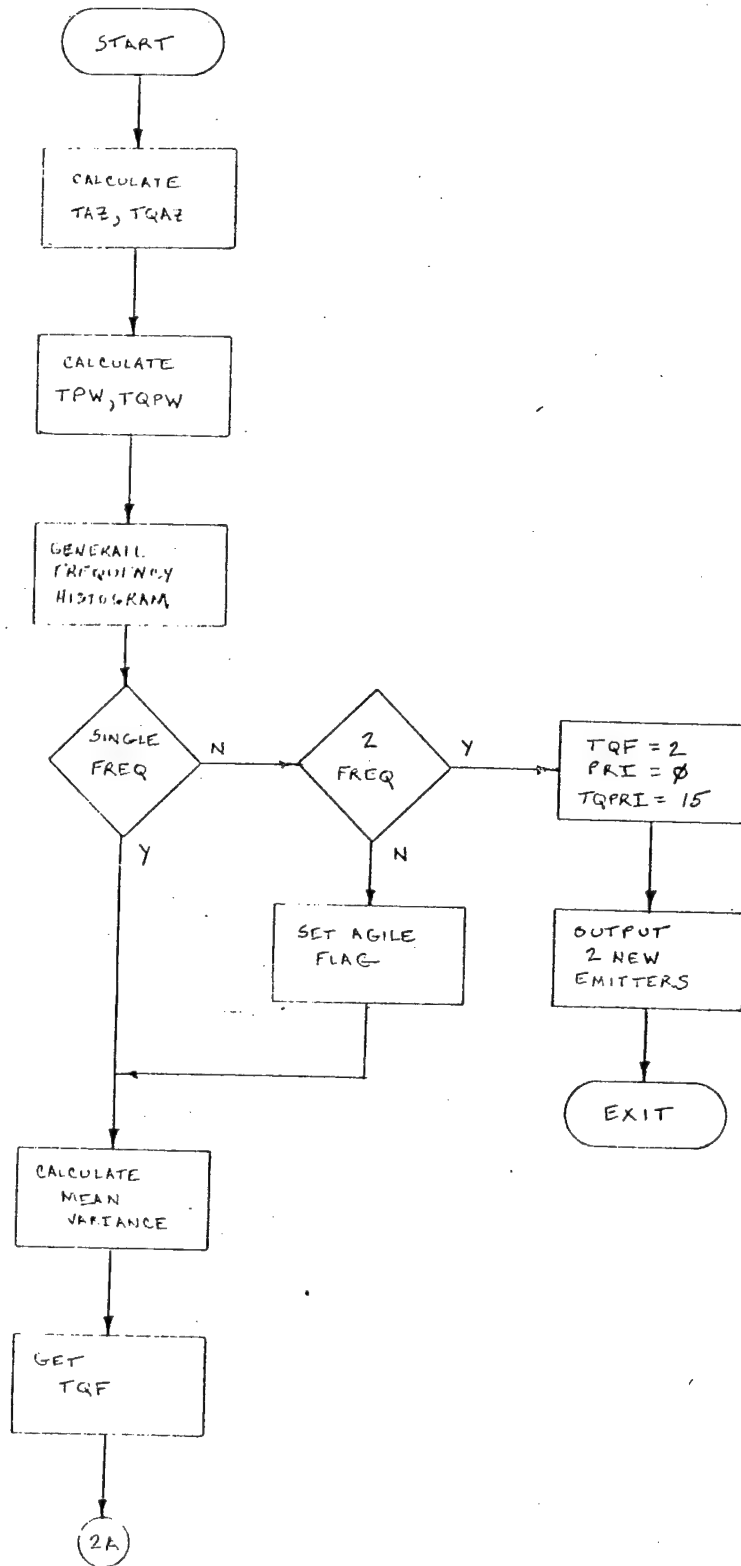 START
CALCULATE
TAZ, TQAZ
CALCULATE
TPW, TQPW
GENERATE
FREQUENCY
HISTOGRAM
SINGLE
FREQ
N
Y
2
FREQ
Y
N
TQF = 2
PRI = Ø
TQPRI = 15
SET AGILE
FLAG
OUTPUT
2 NEW
EMITTERS
EXIT
CALCULATE
MEAN
VARIANCE
GET
TQF
2A